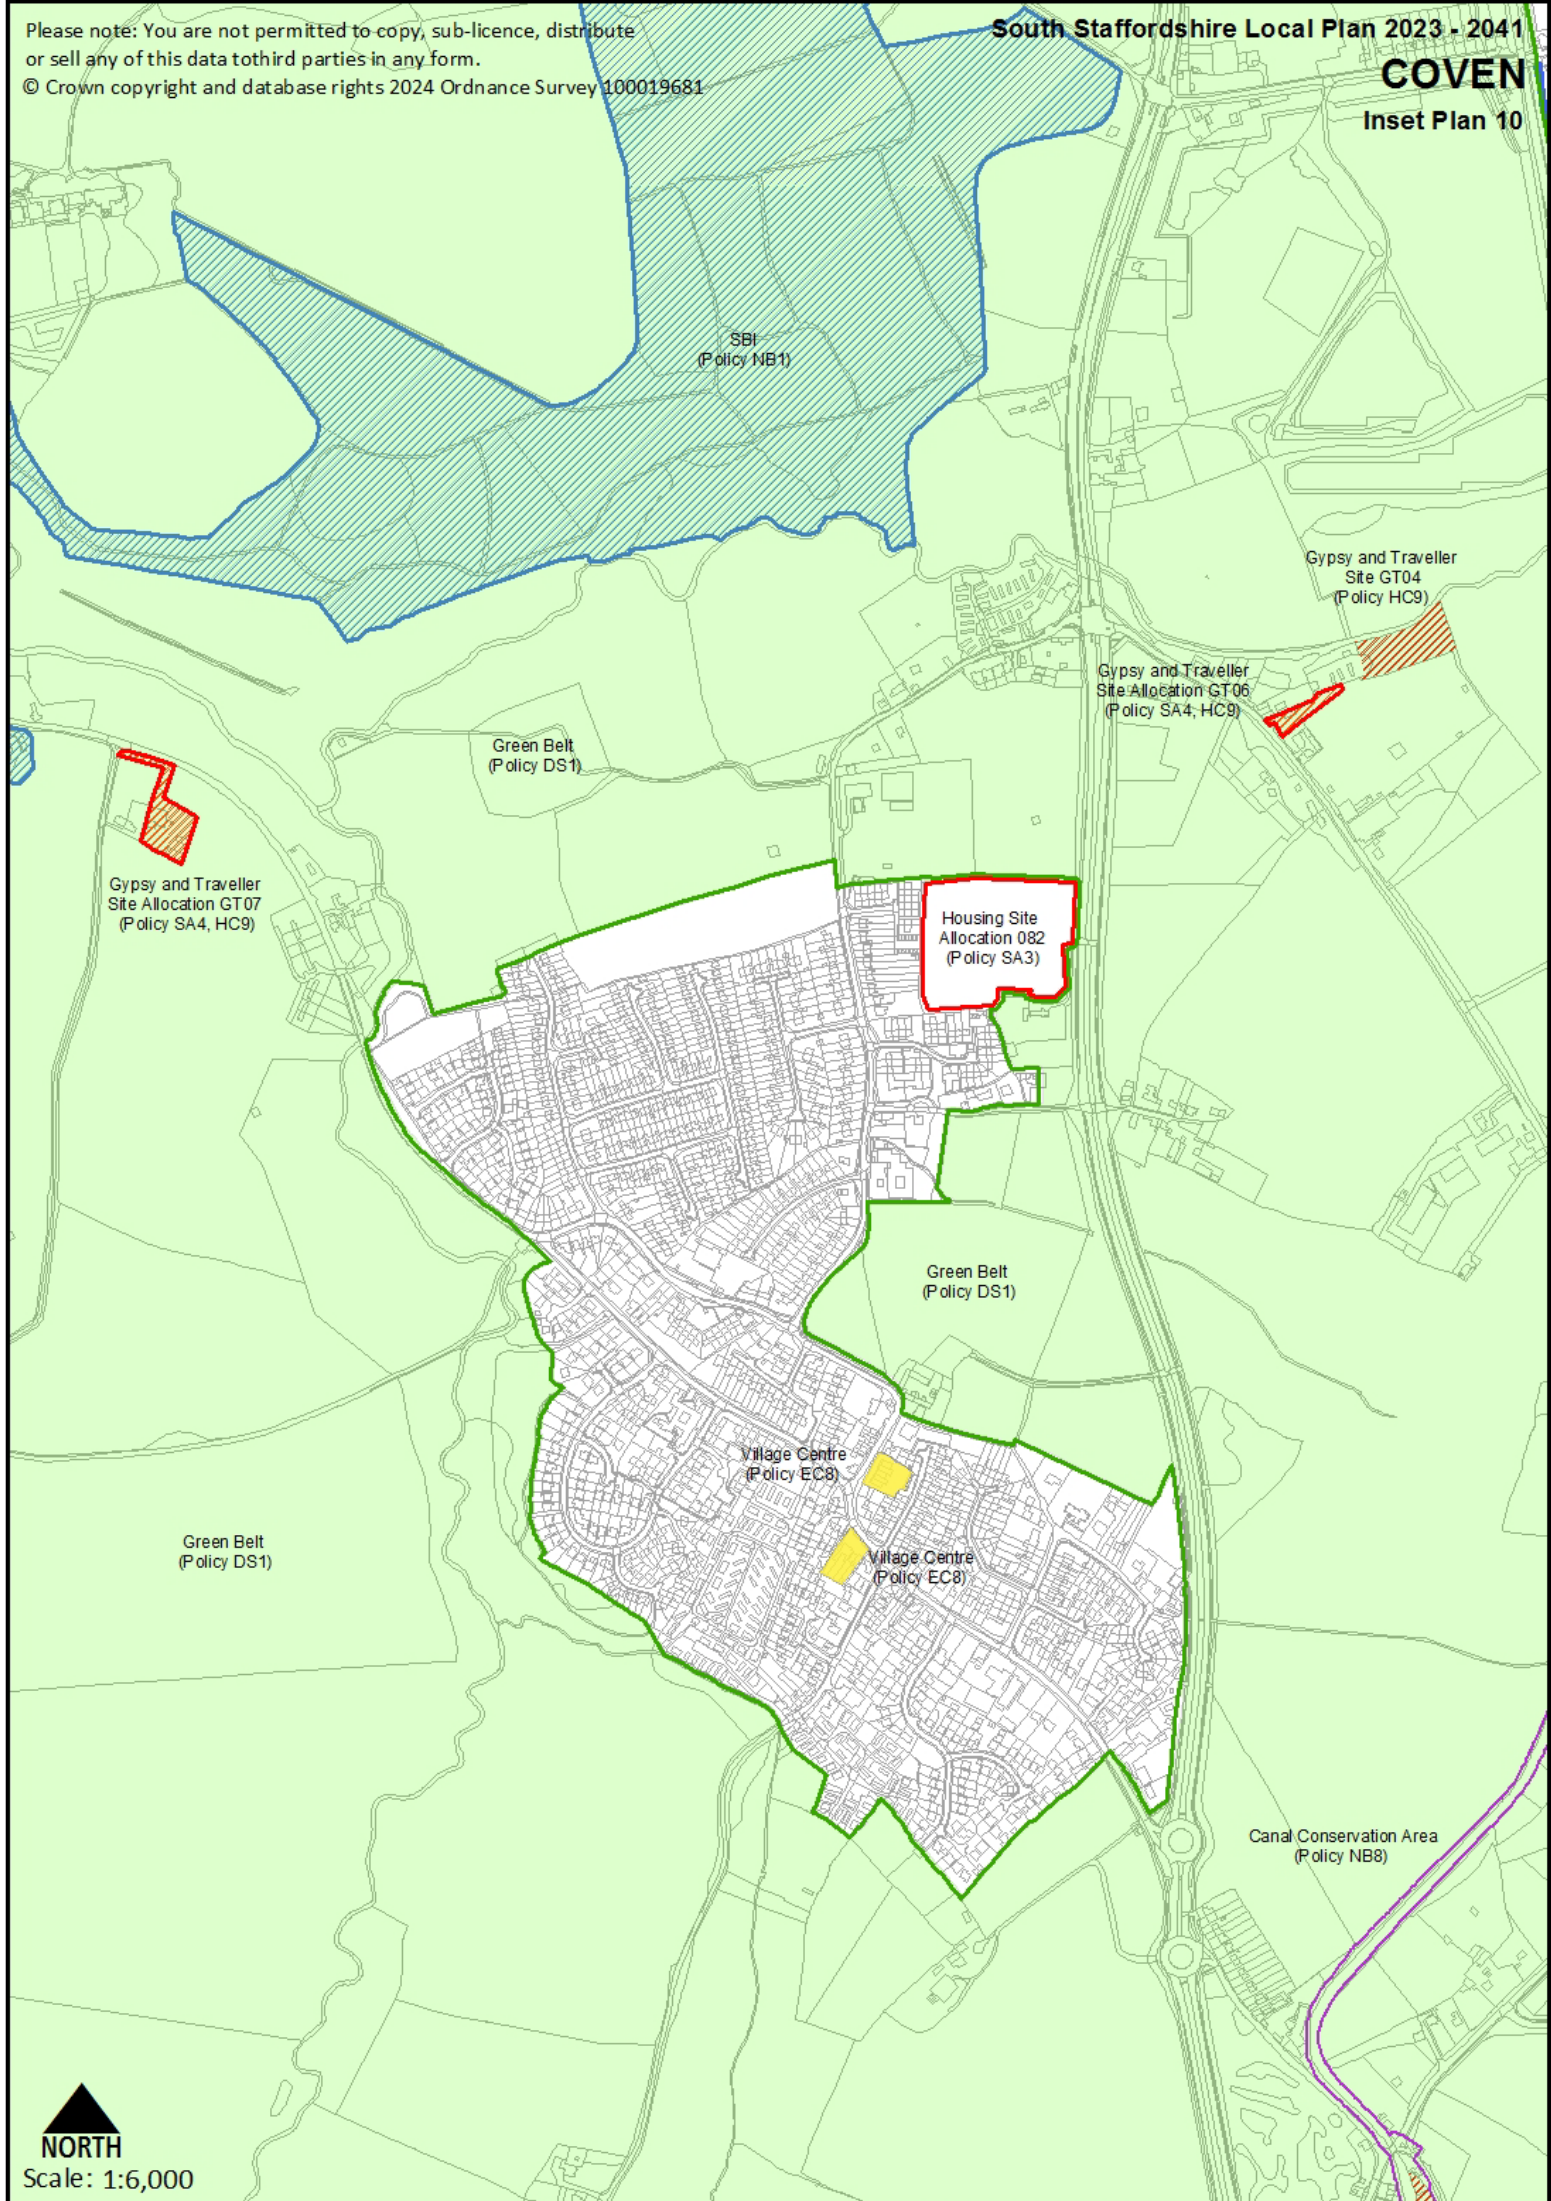 Please note: You are not permitted to copy, sub-licence, distribute
or sell any of this data tothird parties in any form.
© Crown copyright and database rights 2024 Ordnance Survey 100019681
South Staffordshire Local Plan 2023 - 2041
COVEN
Inset Plan 10
SBI
(Policy NB1)
Gypsy and Traveller
Site GT04
(Policy HC9)
Gypsy and Traveller
Site Allocation GT06
(Policy SA4, HC9)
Green Belt
(Policy DS1)
Gypsy and Traveller
Site Allocation GT07
(Policy SA4, HC9)
Housing Site
Allocation 082
(Policy SA3)
Green Belt
(Policy DS1)
Village Centre
(Policy EC8)
Green Belt
(Policy DS1)
Village Centre
(Policy EC8)
Canal Conservation Area
(Policy NB8)
NORTH
Scale: 1:6,000